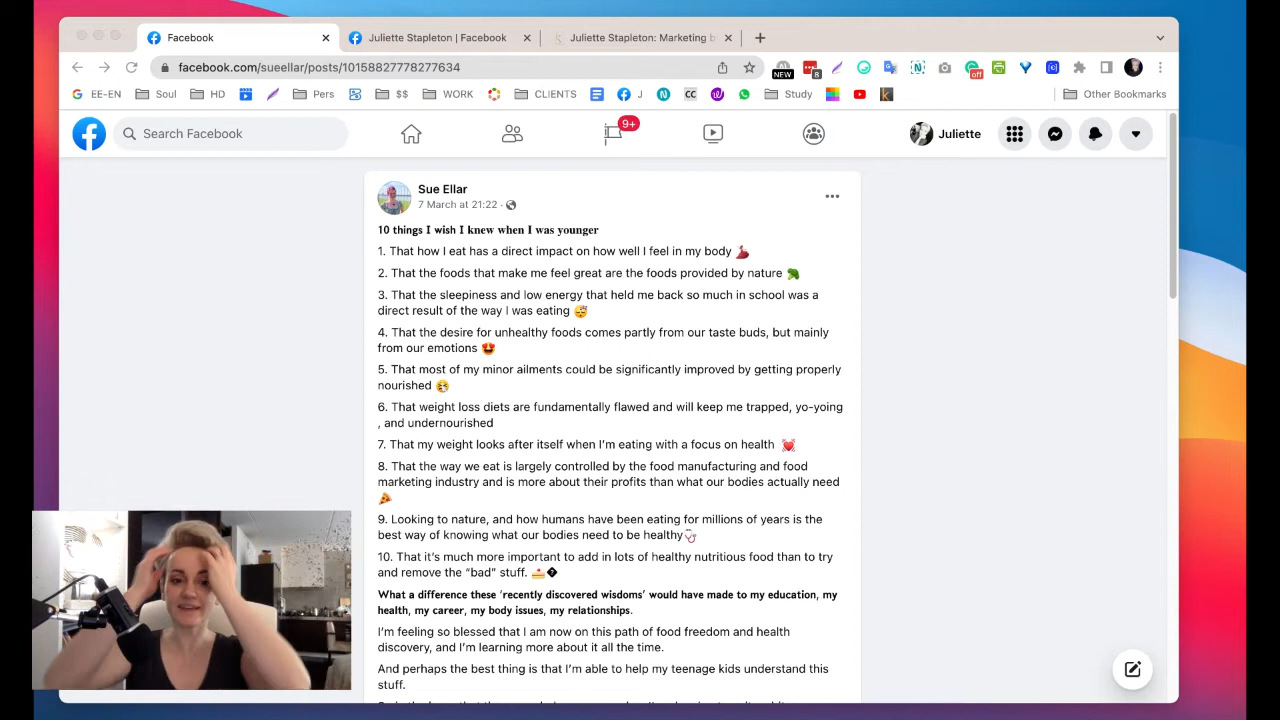 Facebook
Juliette Stapleton | Facebook
Juliette Stapleton: Marketing b
facebook.com/sueellar/posts/10158827778277634
NEW
8
off
EE-EN
Soul
HD
Pers
$$
WORK
CLIENTS
J
CC
Study
Other Bookmarks
Search Facebook
9+
Juliette
Sue Ellar
7 March at 21:22 ·
10 things I wish I knew when I was younger
1. That how I eat has a direct impact on how well I feel in my body 💃
2. That the foods that make me feel great are the foods provided by nature 🥦
3. That the sleepiness and low energy that held me back so much in school was a
direct result of the way I was eating 😴
4. That the desire for unhealthy foods comes partly from our taste buds, but mainly
from our emotions 😍
5. That most of my minor ailments could be significantly improved by getting properly
nourished 🤧
6. That weight loss diets are fundamentally flawed and will keep me trapped, yo-yoing
, and undernourished
7. That my weight looks after itself when I'm eating with a focus on health 💓
8. That the way we eat is largely controlled by the food manufacturing and food
marketing industry and is more about their profits than what our bodies actually need
🍕
9. Looking to nature, and how humans have been eating for millions of years is the
best way of knowing what our bodies need to be healthy🩺
10. That it's much more important to add in lots of healthy nutritious food than to try
and remove the "bad" stuff. 🍰�
What a difference these 'recently discovered wisdoms' would have made to my education, my
health, my career, my body issues, my relationships.
I'm feeling so blessed that I am now on this path of food freedom and health
discovery, and I'm learning more about it all the time.
And perhaps the best thing is that I'm able to help my teenage kids understand this
stuff.